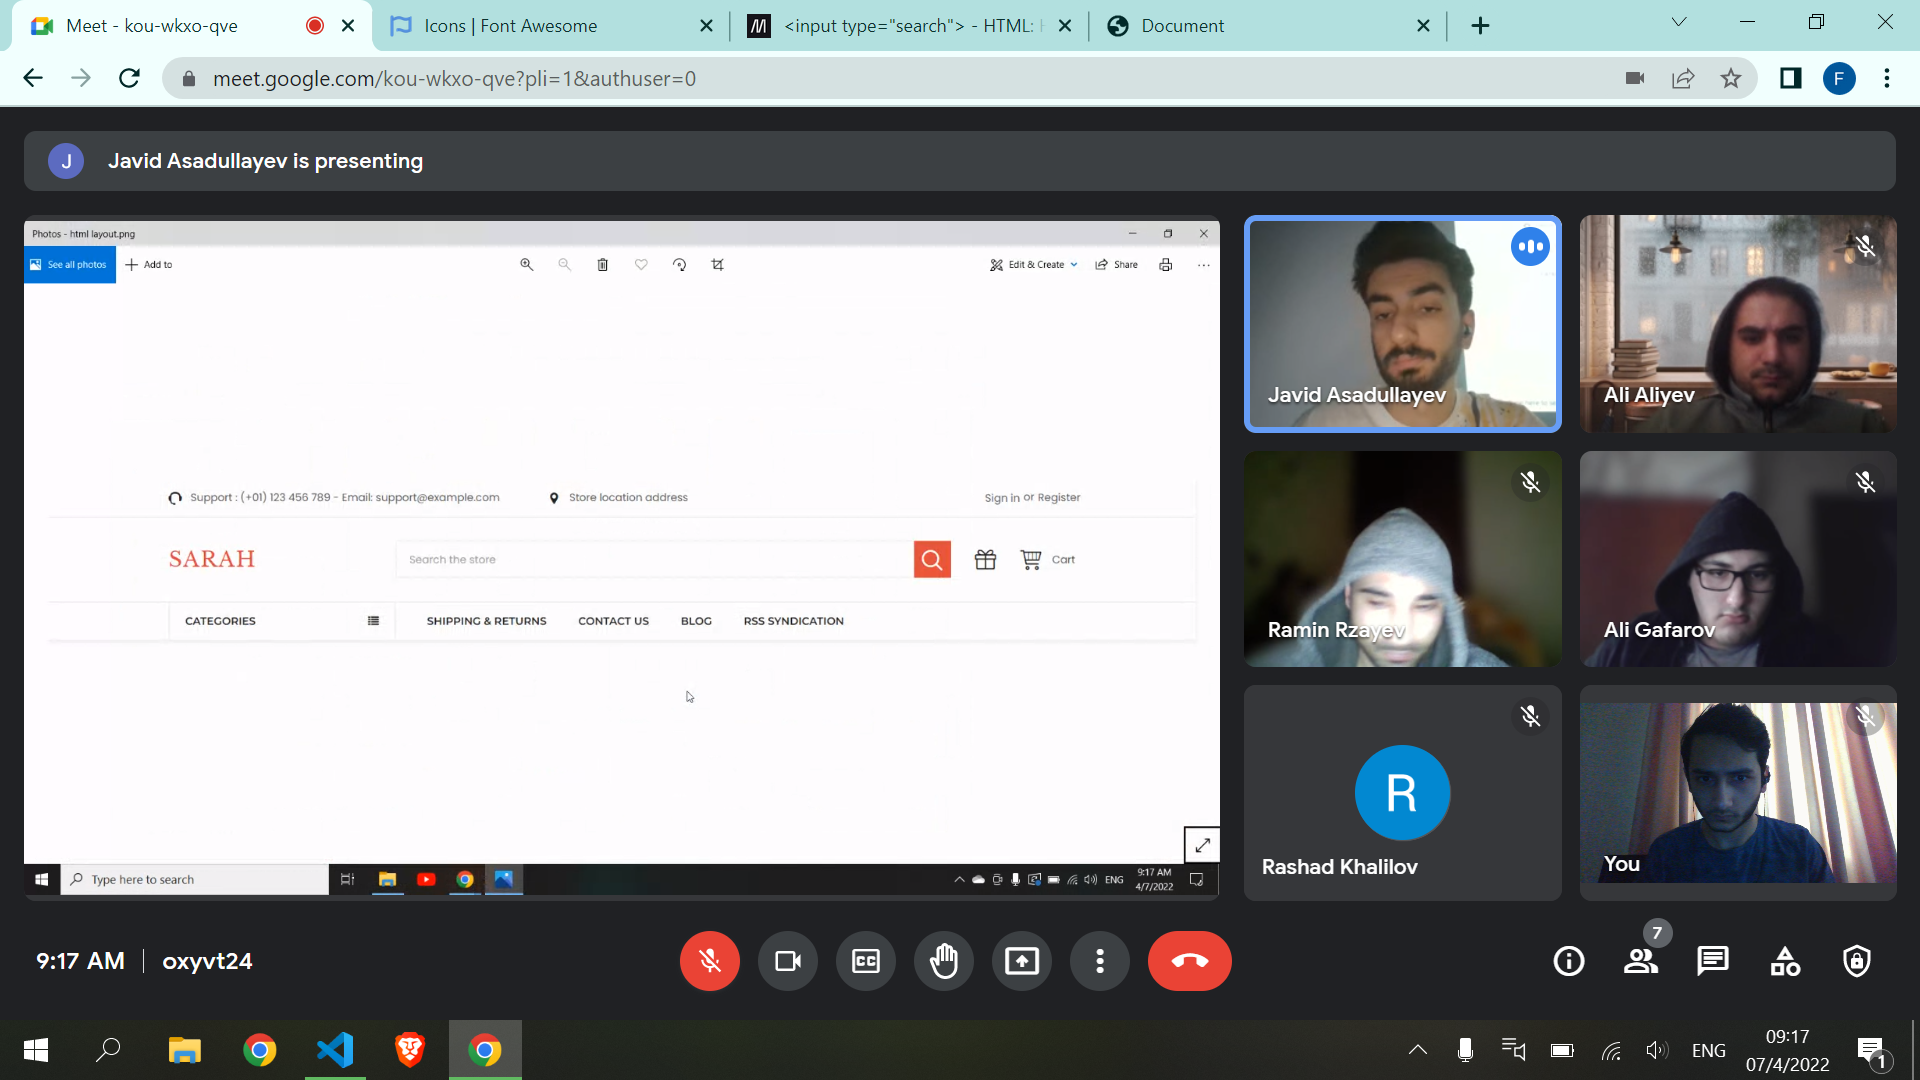 Meet - kou-wkxo-qve
Icons | Font Awesome
<input type="search"> - HTML: H
Document
meet.google.com/kou-wkxo-qve?pli=1&authuser=0
F
J
Javid Asadullayev is presenting
Photos - html layout.png
See all photos
Add to
Edit & Create
Share
Support : (+01) 123 456 789 - Email: support@example.com
Store location address
Sign in or Register
SARAH
Search the store
Cart
CATEGORIES
SHIPPING & RETURNS
CONTACT US
BLOG
RSS SYNDICATION
Type here to search
ENG
9:17 AM
4/7/2022
Javid Asadullayev
Ali Aliyev
Ramin Rzayev
Ali Gafarov
R
Rashad Khalilov
You
9:17 AM
oxyvt24
CC
7
ENG
09:17
07/4/2022
1